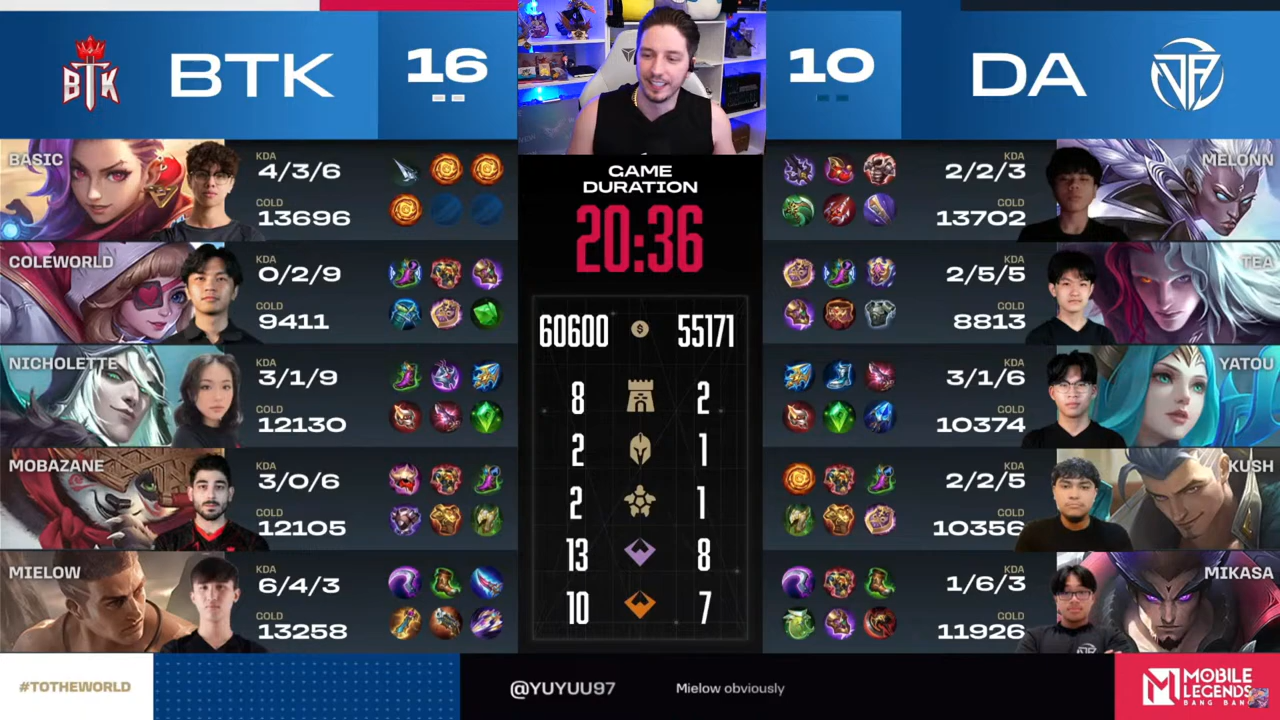 BTK
BTK
16
10
DA
GAME
DURATION
20:36
60600
55171
8
2
2
1
2
1
13
8
10
7
BASIC
KDA
4/3/6
GOLD
13696
COLEWORLD
KDA
0/2/9
GOLD
9411
NICHOLETTE
KDA
3/1/9
GOLD
12130
MOBAZANE
KDA
3/0/6
GOLD
12105
MIELOW
KDA
6/4/3
GOLD
13258
KDA
2/2/3
GOLD
13702
MELONN
KDA
2/5/5
GOLD
8813
TEA
KDA
3/1/6
GOLD
10374
YATOU
KDA
2/2/5
GOLD
10356
KUSH
KDA
1/6/3
GOLD
11926
MIKASA
#TOTHEWORLD
@YUYUU97
Mielow obviously
MOBILE
LEGENDS
BANG BANG